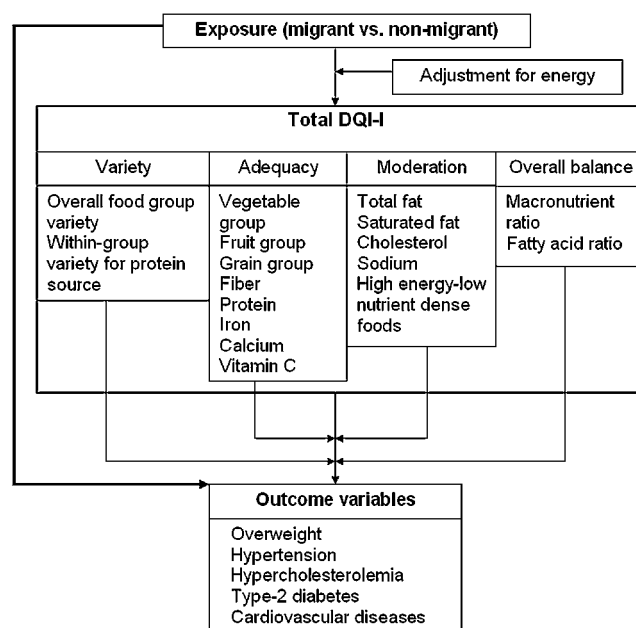 Exposure (migrant vs. non-migrant)
Adjustment for energy
Total DQI-I
Variety
Adequacy
Moderation
Overall balance
Overall food group
variety
Within-group
variety for protein
source
Vegetable
group
Fruit group
Grain group
Fiber
Protein
Iron
Calcium
Vitamin C
Total fat
Saturated fat
Cholesterol
Sodium
High energy-low
nutrient dense
foods
Macronutrient
ratio
Fatty acid ratio
Outcome variables
Overweight
Hypertension
Hypercholesterolemia
Type-2 diabetes
Cardiovascular diseases